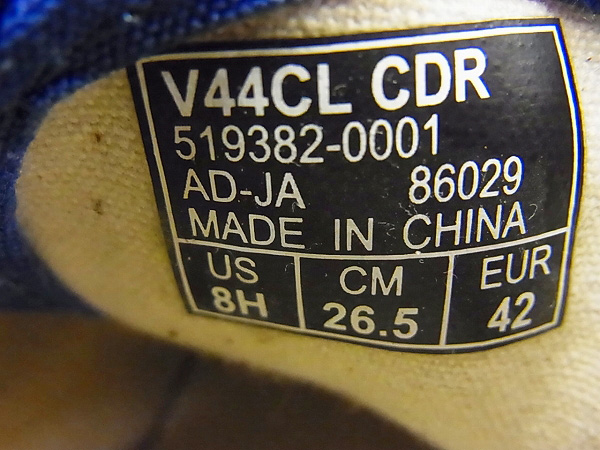 V44CL CDR
519382-0001
AD-JA 86029
MADE IN CHINA
US CM EUR
8H 26.5 42